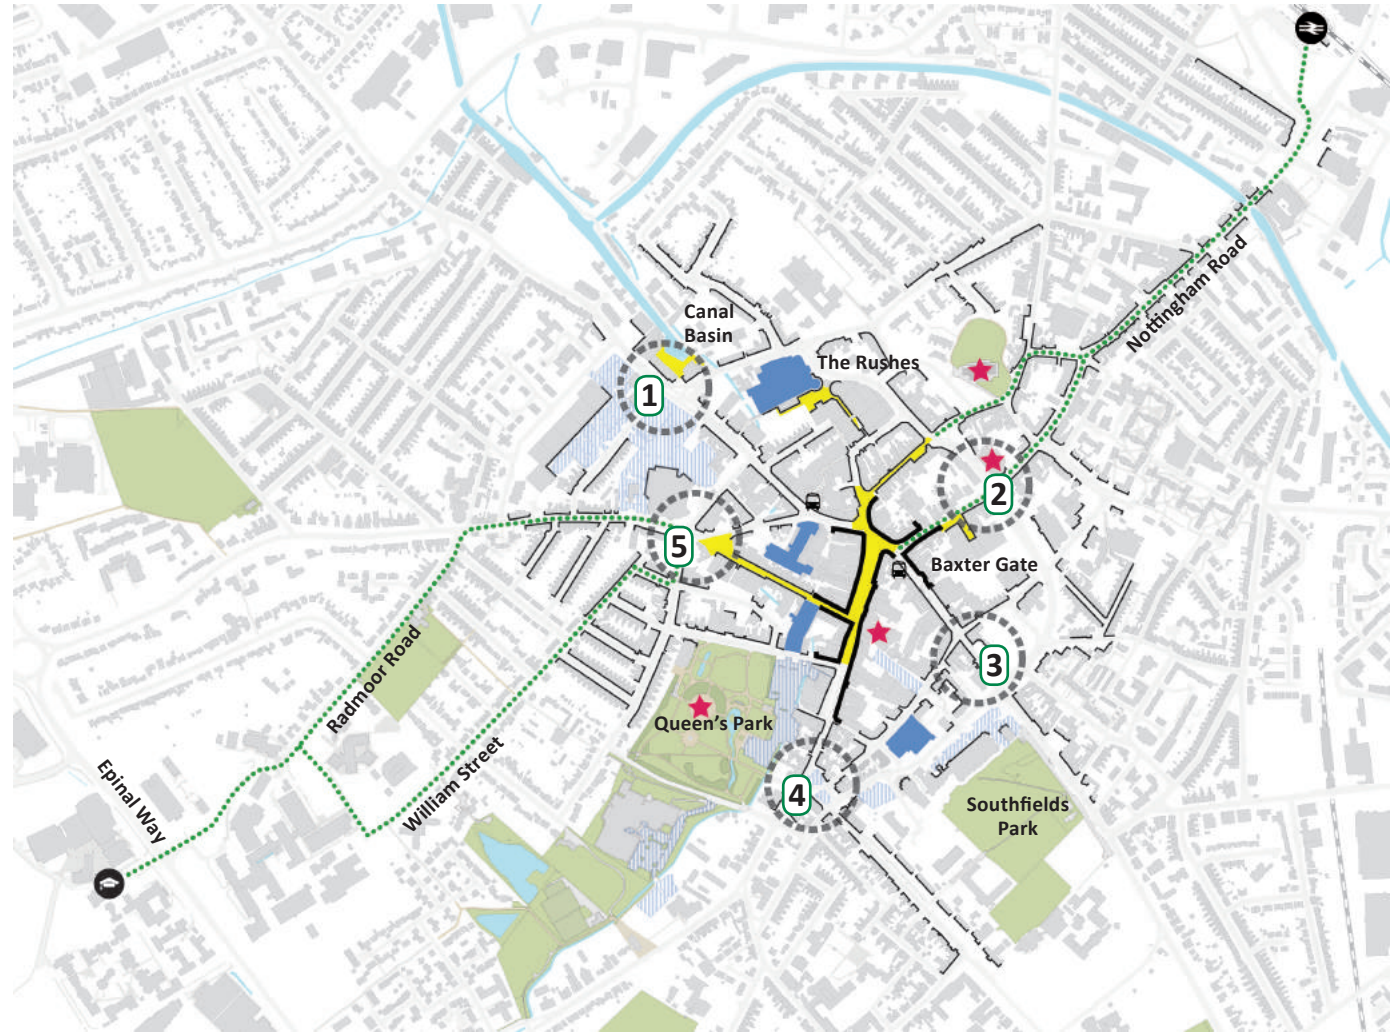 Canal
Basin
The Rushes
Nottingham Road
1
2
5
Baxter Gate
3
Radmoor Road
Queen's Park
4
William Street
Epinal Way
Southfields
Park